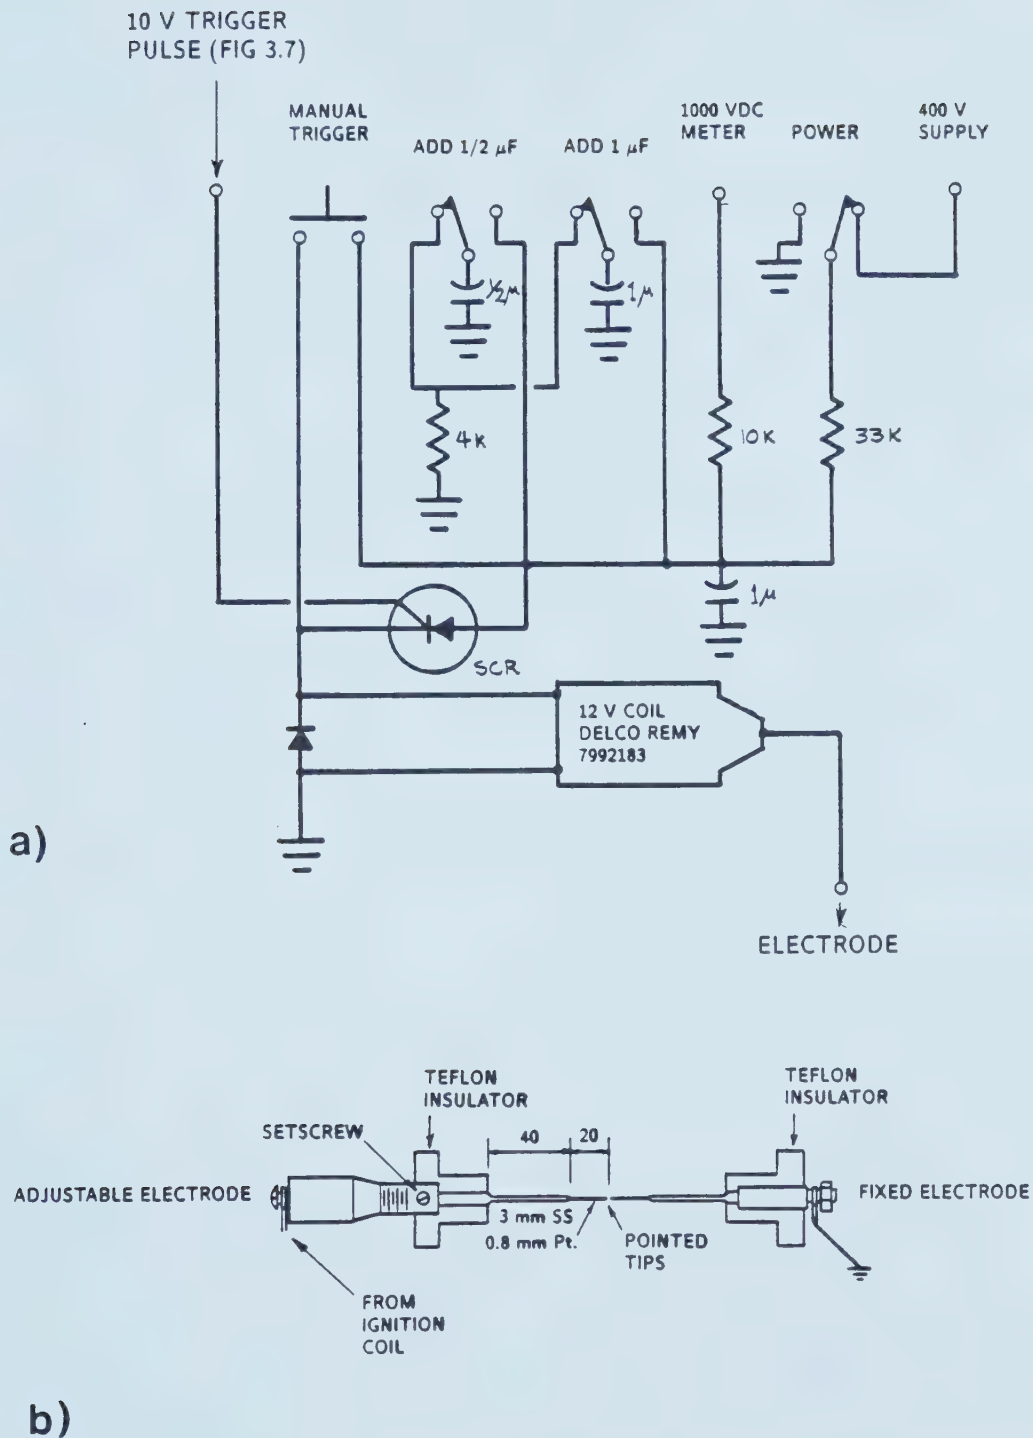 10 V TRIGGER
PULSE (FIG 3.7)
MANUAL
TRIGGER
ADD 1/2 μF
ADD 1 μF
1000 VDC
METER
POWER
400 V
SUPPLY
1/2μ
1μ
4K
10K
33K
1μ
SCR
12 V COIL
DELCO REMY
7992183
a)
ELECTRODE
TEFLON
INSULATOR
TEFLON
INSULATOR
SETSCREW
40
20
ADJUSTABLE ELECTRODE
FIXED ELECTRODE
3 mm SS
0.8 mm Pt.
POINTED
TIPS
FROM
IGNITION
COIL
b)